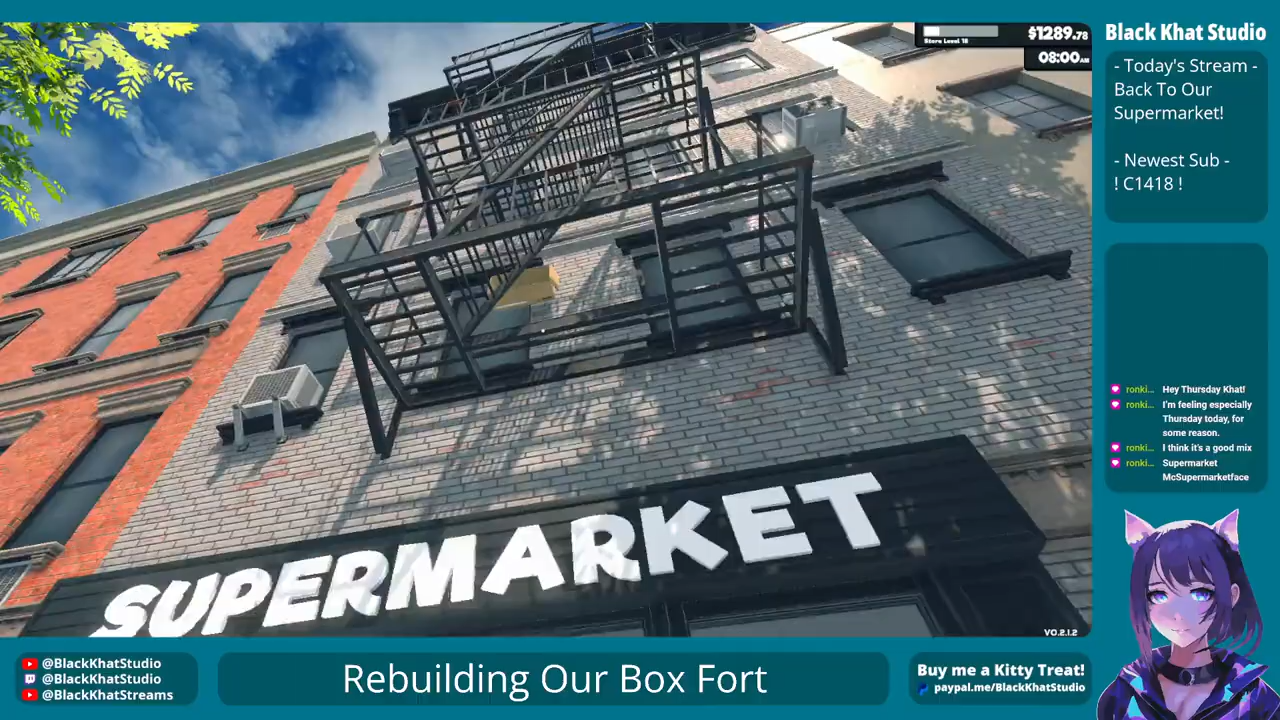 $1289.78
Store Level 18
08:00AM
SUPERMARKET
V0.2.1.2
Black Khat Studio
- Today's Stream -
Back To Our
Supermarket!
- Newest Sub -
! C1418 !
ronki... Hey Thursday Khat!
ronki... I'm feeling especially
Thursday today, for
some reason.
ronki... I think it's a good mix
ronki... Supermarket
McSupermarketface
@BlackKhatStudio
@BlackKhatStudio
@BlackKhatStreams
Rebuilding Our Box Fort
Buy me a Kitty Treat!
paypal.me/BlackKhatStudio